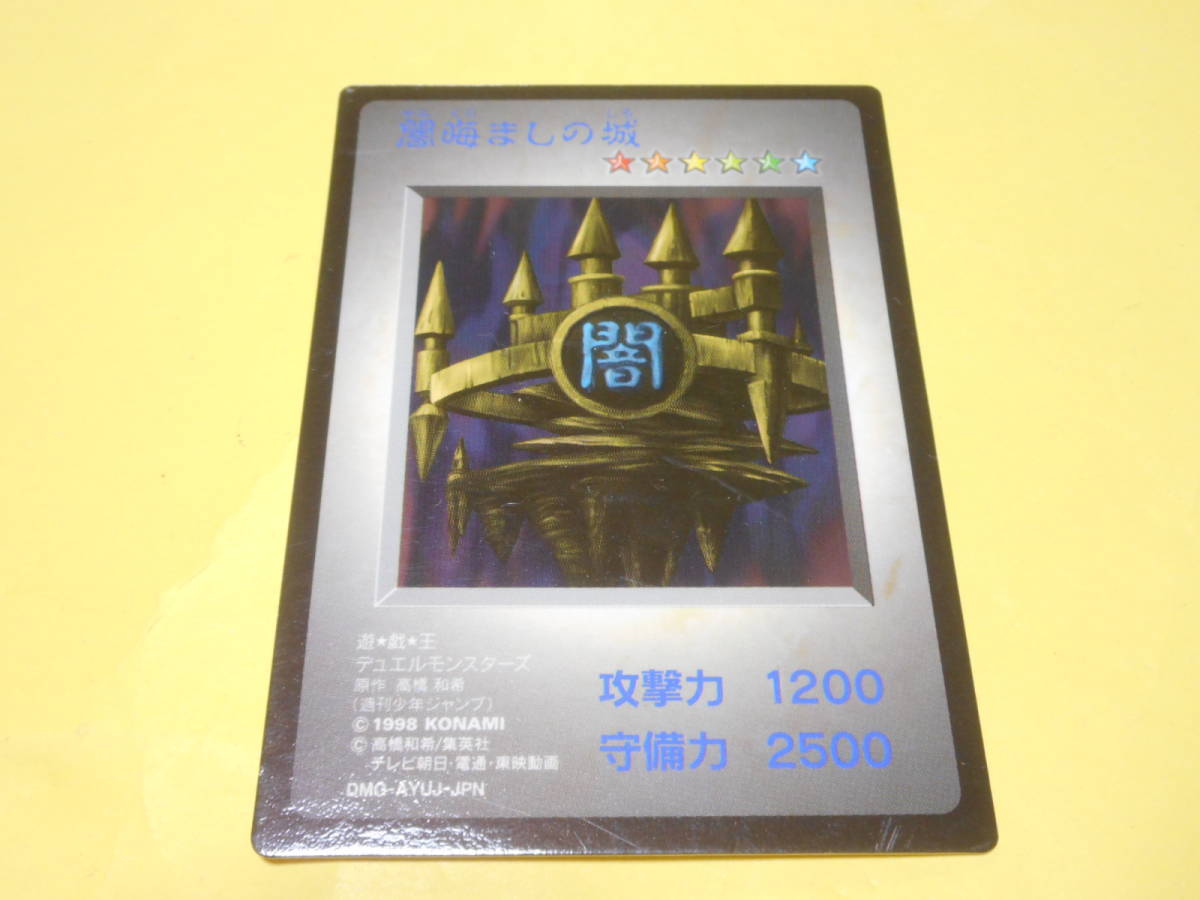 闇晦ましの城
闇
遊★戯★王
デュエルモンスターズ
原作 高橋 和希
(週刊少年ジャンプ)
© 1998 KONAMI
© 高橋和希/集英社
テレビ朝日・電通・東映動画
DMG-AYUJ-JPN
攻撃力 1200
守備力 2500